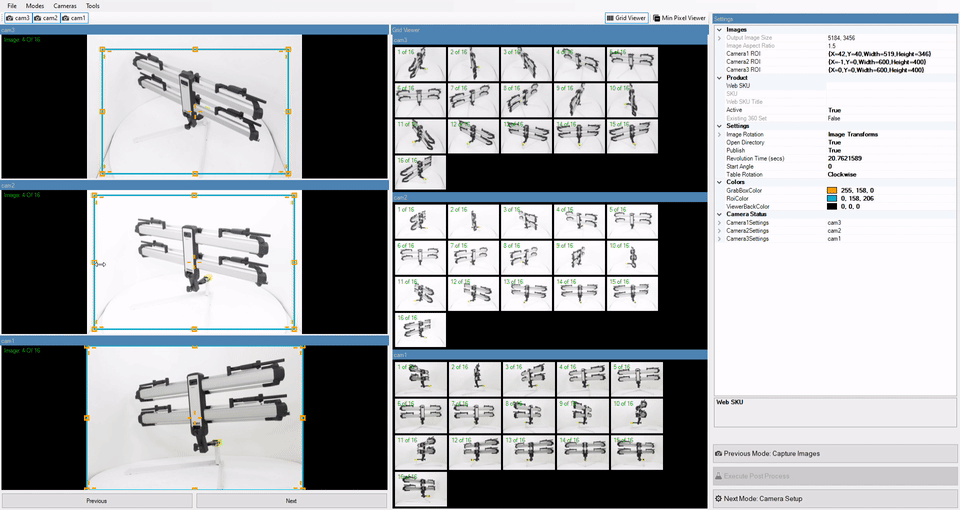 File Modes Cameras Tools
cam3 cam2 cam1
Grid Viewer Min Pixel Viewer
cam3
Image: 4 Of 16
cam2
Image: 4 Of 16
cam1
Image: 4 Of 16
Previous
Next
Grid Viewer
cam3
1 of 16 2 of 16 3 of 16 4 of 16 5 of 16
6 of 16 7 of 16 8 of 16 9 of 16 10 of 16
11 of 16 12 of 16 13 of 16 14 of 16 15 of 16
16 of 16
cam2
1 of 16 2 of 16 3 of 16 4 of 16 5 of 16
6 of 16 7 of 16 8 of 16 9 of 16 10 of 16
11 of 16 12 of 16 13 of 16 14 of 16 15 of 16
16 of 16
cam1
1 of 16 2 of 16 3 of 16 4 of 16 5 of 16
6 of 16 7 of 16 8 of 16 9 of 16 10 of 16
11 of 16 12 of 16 13 of 16 14 of 16 15 of 16
16 of 16
Settings
Images
Output Image Size 5184, 3456
Image Aspect Ratio 1.5
Camera1 ROI {X=42,Y=40,Width=519,Height=346}
Camera2 ROI {X=-1,Y=0,Width=600,Height=400}
Camera3 ROI {X=0,Y=0,Width=600,Height=400}
Product
Web SKU
SKU
Web SKU Title
Active True
Existing 360 Set False
Settings
Image Rotation Image Transforms
Open Directory True
Publish True
Revolution Time (secs) 20.7621589
Start Angle 0
Table Rotation Clockwise
Colors
GrabBoxColor 255, 158, 0
RoiColor 0, 158, 206
ViewerBackColor 0, 0, 0
Camera Status
Camera1Settings cam3
Camera2Settings cam2
Camera3Settings cam1
Web SKU
Previous Mode: Capture Images
Execute Post Process
Next Mode: Camera Setup